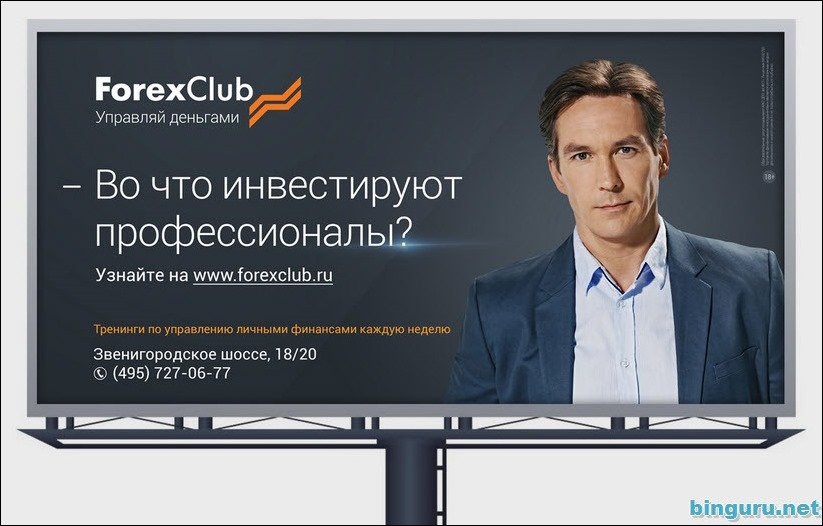 ForexClub
Управляй деньгами
– Во что инвестируют
профессионалы?
Узнайте на www.forexclub.ru
Тренинги по управлению личными финансами каждую неделю
Звенигородское шоссе, 18/20
(495) 727-06-77
18+
binguru.net